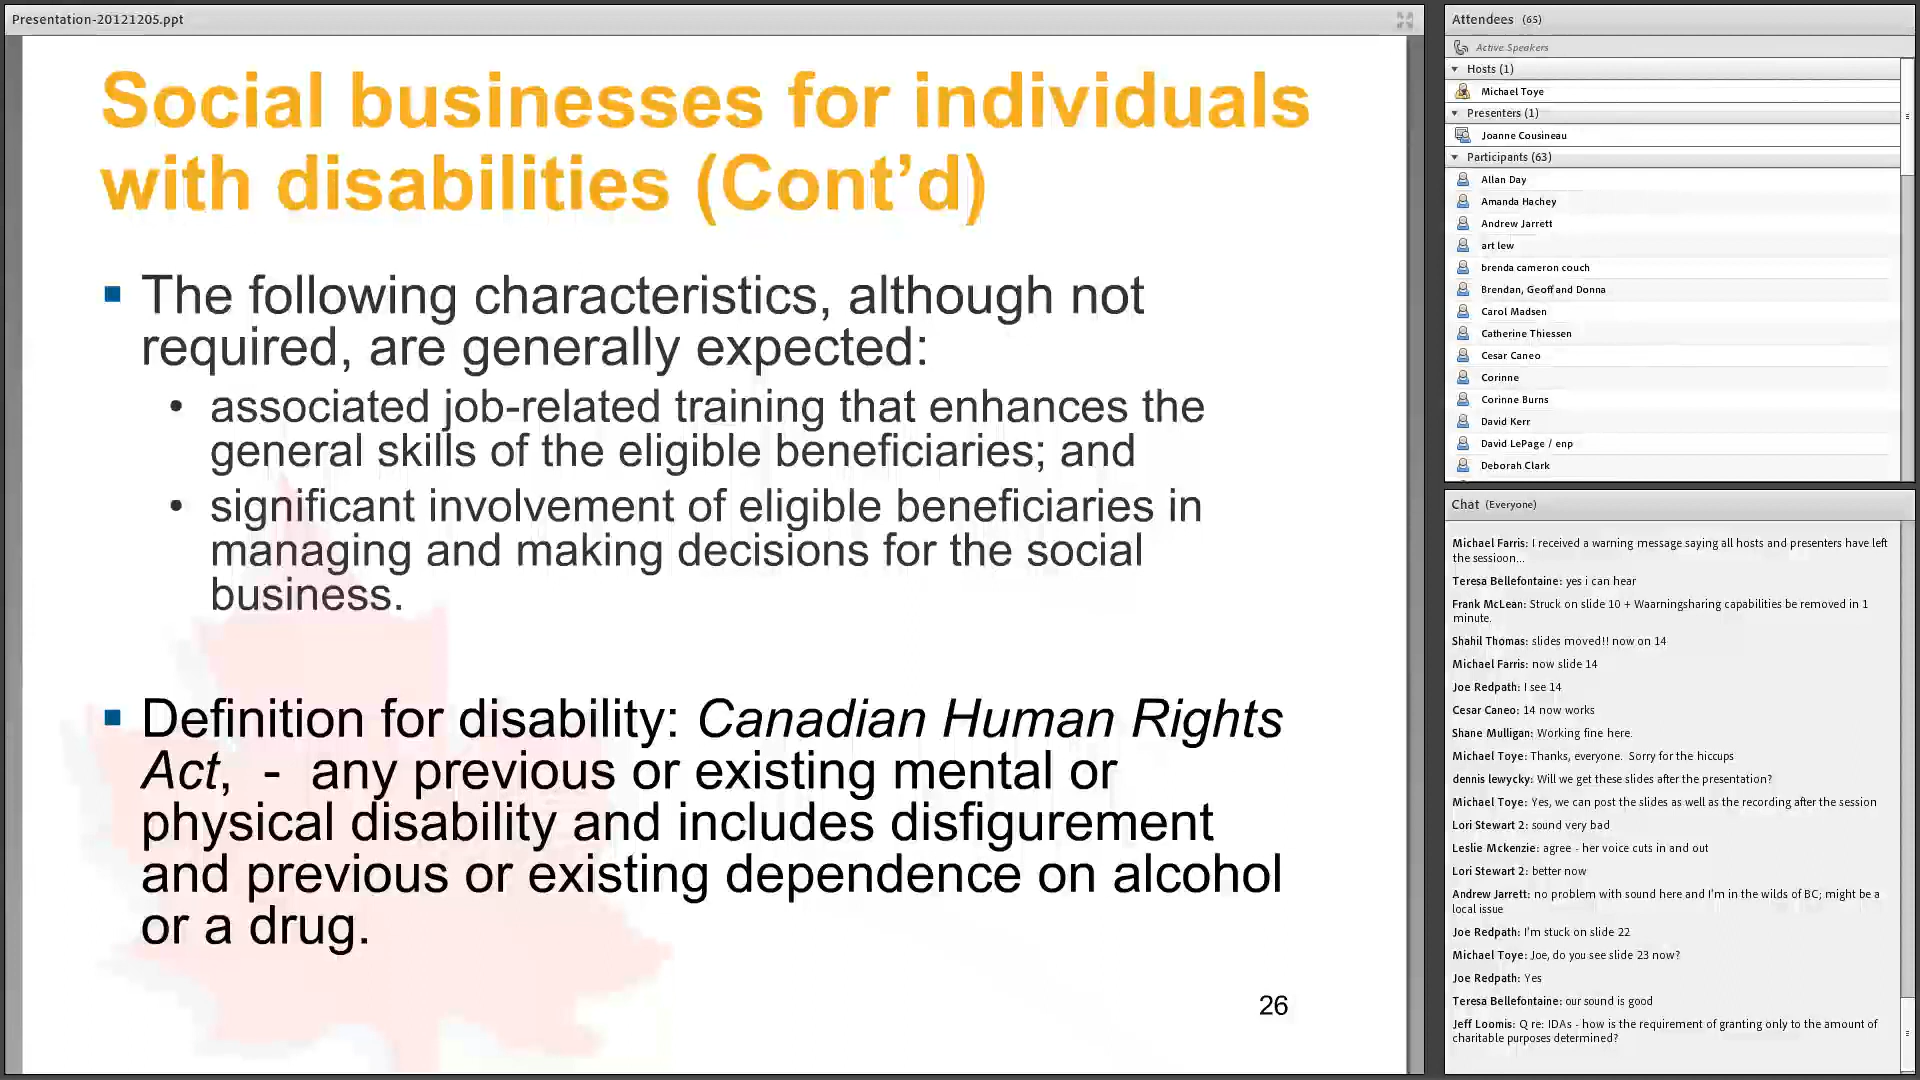 Presentation-20121205.ppt
Social businesses for individuals
with disabilities (Cont’d)
The following characteristics, although not
required, are generally expected:
• associated job-related training that enhances the
general skills of the eligible beneficiaries; and
• significant involvement of eligible beneficiaries in
managing and making decisions for the social
business.
Definition for disability: Canadian Human Rights
Act, - any previous or existing mental or
physical disability and includes disfigurement
and previous or existing dependence on alcohol
or a drug.
26
Attendees (65)
Active Speakers
Hosts (1)
Michael Toye
Presenters (1)
Joanne Cousineau
Participants (63)
Allan Day
Amanda Hachey
Andrew Jarrett
art lew
brenda cameron couch
Brendan, Geoff and Donna
Carol Madsen
Catherine Thiessen
Cesar Caneo
Corinne
Corinne Burns
David Kerr
David LePage / enp
Deborah Clark
Chat (Everyone)
Michael Farris: I received a warning message saying all hosts and presenters have left
the sessioon...
Teresa Bellefontaine: yes i can hear
Frank McLean: Struck on slide 10 + Waarningsharing capabilities be removed in 1
minute.
Shahil Thomas: slides moved!! now on 14
Michael Farris: now slide 14
Joe Redpath: I see 14
Cesar Caneo: 14 now works
Shane Mulligan: Working fine here.
Michael Toye: Thanks, everyone. Sorry for the hiccups
dennis lewycky: Will we get these slides after the presentation?
Michael Toye: Yes, we can post the slides as well as the recording after the session
Lori Stewart 2: sound very bad
Leslie Mckenzie: agree - her voice cuts in and out
Lori Stewart 2: better now
Andrew Jarrett: no problem with sound here and I'm in the wilds of BC; might be a
local issue
Joe Redpath: I'm stuck on slide 22
Michael Toye: Joe, do you see slide 23 now?
Joe Redpath: Yes
Teresa Bellefontaine: our sound is good
Jeff Loomis: Q re: IDAs - how is the requirement of granting only to the amount of
charitable purposes determined?